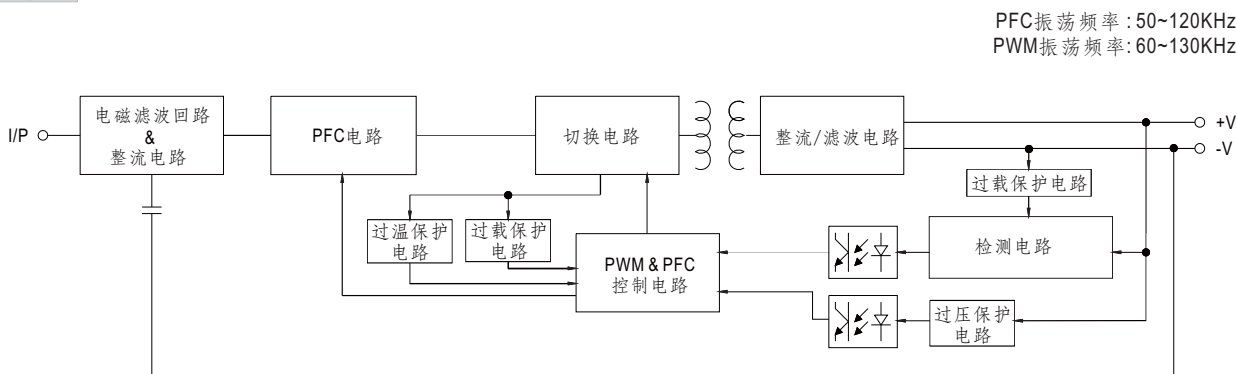 PFC振荡频率 : 50~120KHz
PWM振荡频率: 60~130KHz
I/P
电磁滤波回路
&
整流电路
PFC电路
切换电路
整流/滤波电路
+V
-V
过载保护电路
过温保护
电路
过载保护
电路
PWM & PFC
控制电路
检测电路
过压保护
电路